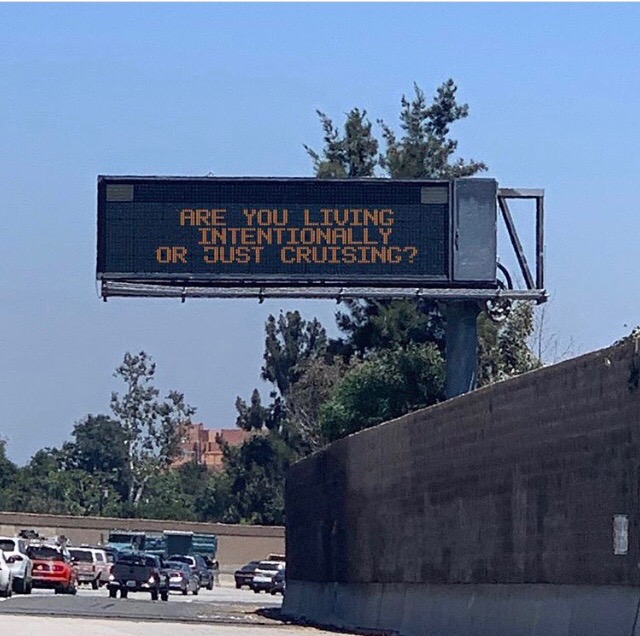 ARE YOU LIVING
INTENTIONALLY
OR JUST CRUISING?